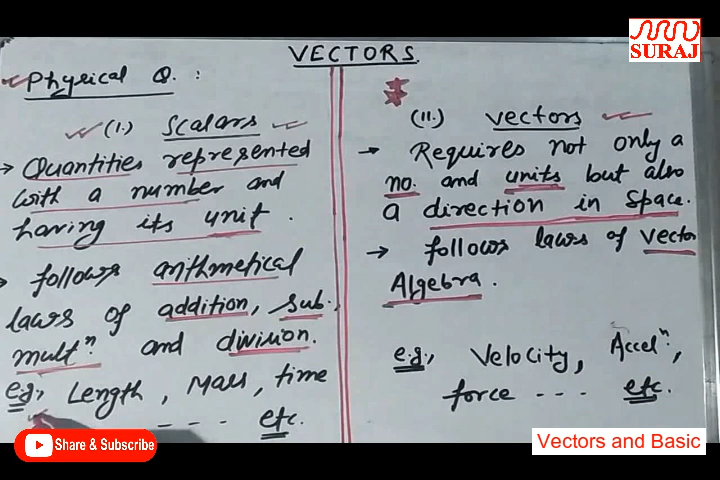 SURAJ
VECTORS.
Physical Q. :
(I.) Scalars
→ Quantities represented
with a number and
having its unit.
→ follows arithmetical
laws of addition, sub.,
multⁿ. and division.
e.g., Length, Mass, time
- - - - etc.
(II.) vectors
→ Requires not only a
no. and units but also
a direction in space.
→ follows laws of vector
Algebra.
e.g., Velocity, Accelⁿ.,
force - - - etc.
Share & Subscribe
Vectors and Basic